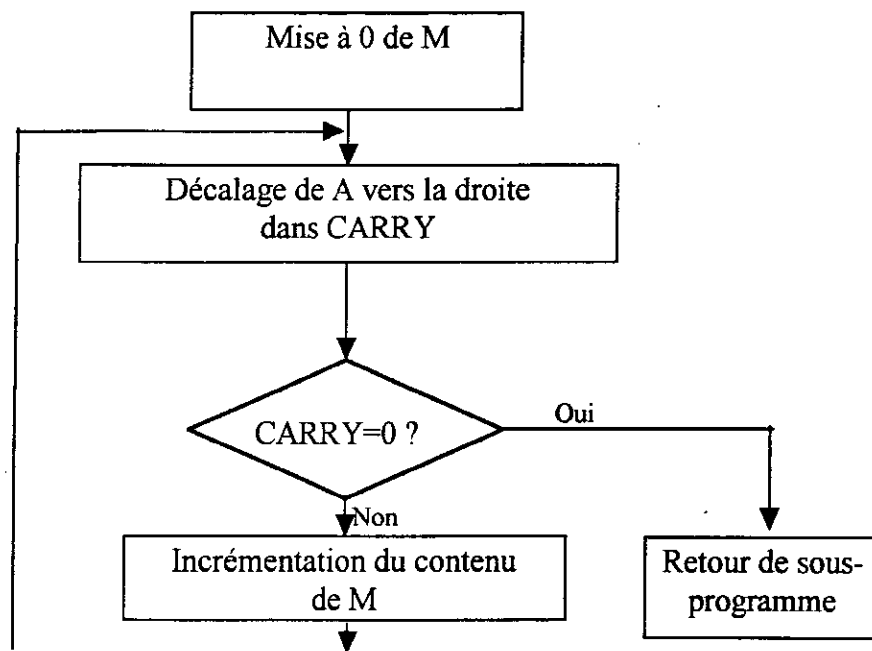 Mise à 0 de M
Décalage de A vers la droite
dans CARRY
CARRY=0 ?
Oui
Non
Incrémentation du contenu
de M
Retour de sous-
programme